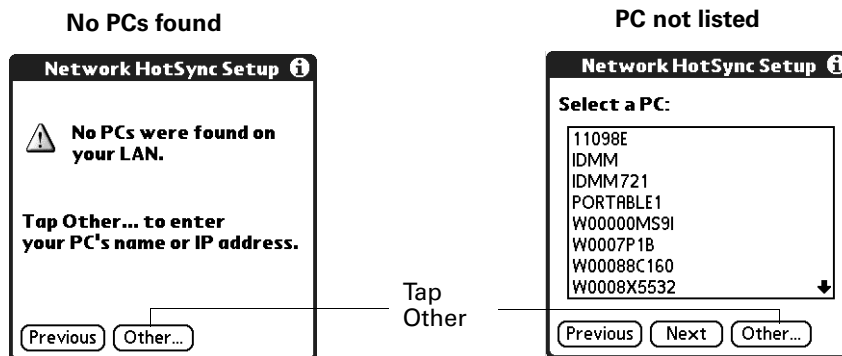 No PCs found
Network HotSync Setup i
No PCs were found on
your LAN.
Tap Other... to enter
your PC's name or IP address.
Previous
Other...
Tap
Other
PC not listed
Network HotSync Setup i
Select a PC:
11098E
IDMM
IDMM721
PORTABLE1
W00000MS9I
W0007P1B
W00088C160
W0008X5532
Previous
Next
Other...